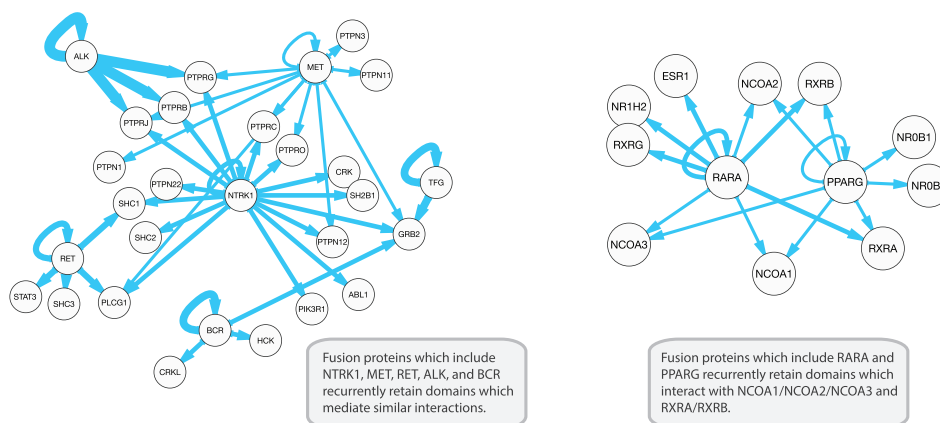 PTPN3
ALK
MET
PTPN11
PTPRG
PTPRB
PTPRJ
PTPRC
PTPRO
PTPN1
CRK
PTPN22
NTRK1
SH2B1
TFG
SHC1
SHC2
PTPN12
GRB2
RET
STAT3
SHC3
PLCG1
PIK3R1
ABL1
BCR
HCK
CRKL
Fusion proteins which include
NTRK1, MET, RET, ALK, and BCR
recurrently retain domains which
mediate similar interactions.
ESR1
NCOA2
RXRB
NR1H2
RXRG
NR0B1
RARA
PPARG
NR0B
NCOA3
RXRA
NCOA1
Fusion proteins which include RARA and
PPARG recurrently retain domains which
interact with NCOA1/NCOA2/NCOA3 and
RXRA/RXRB.